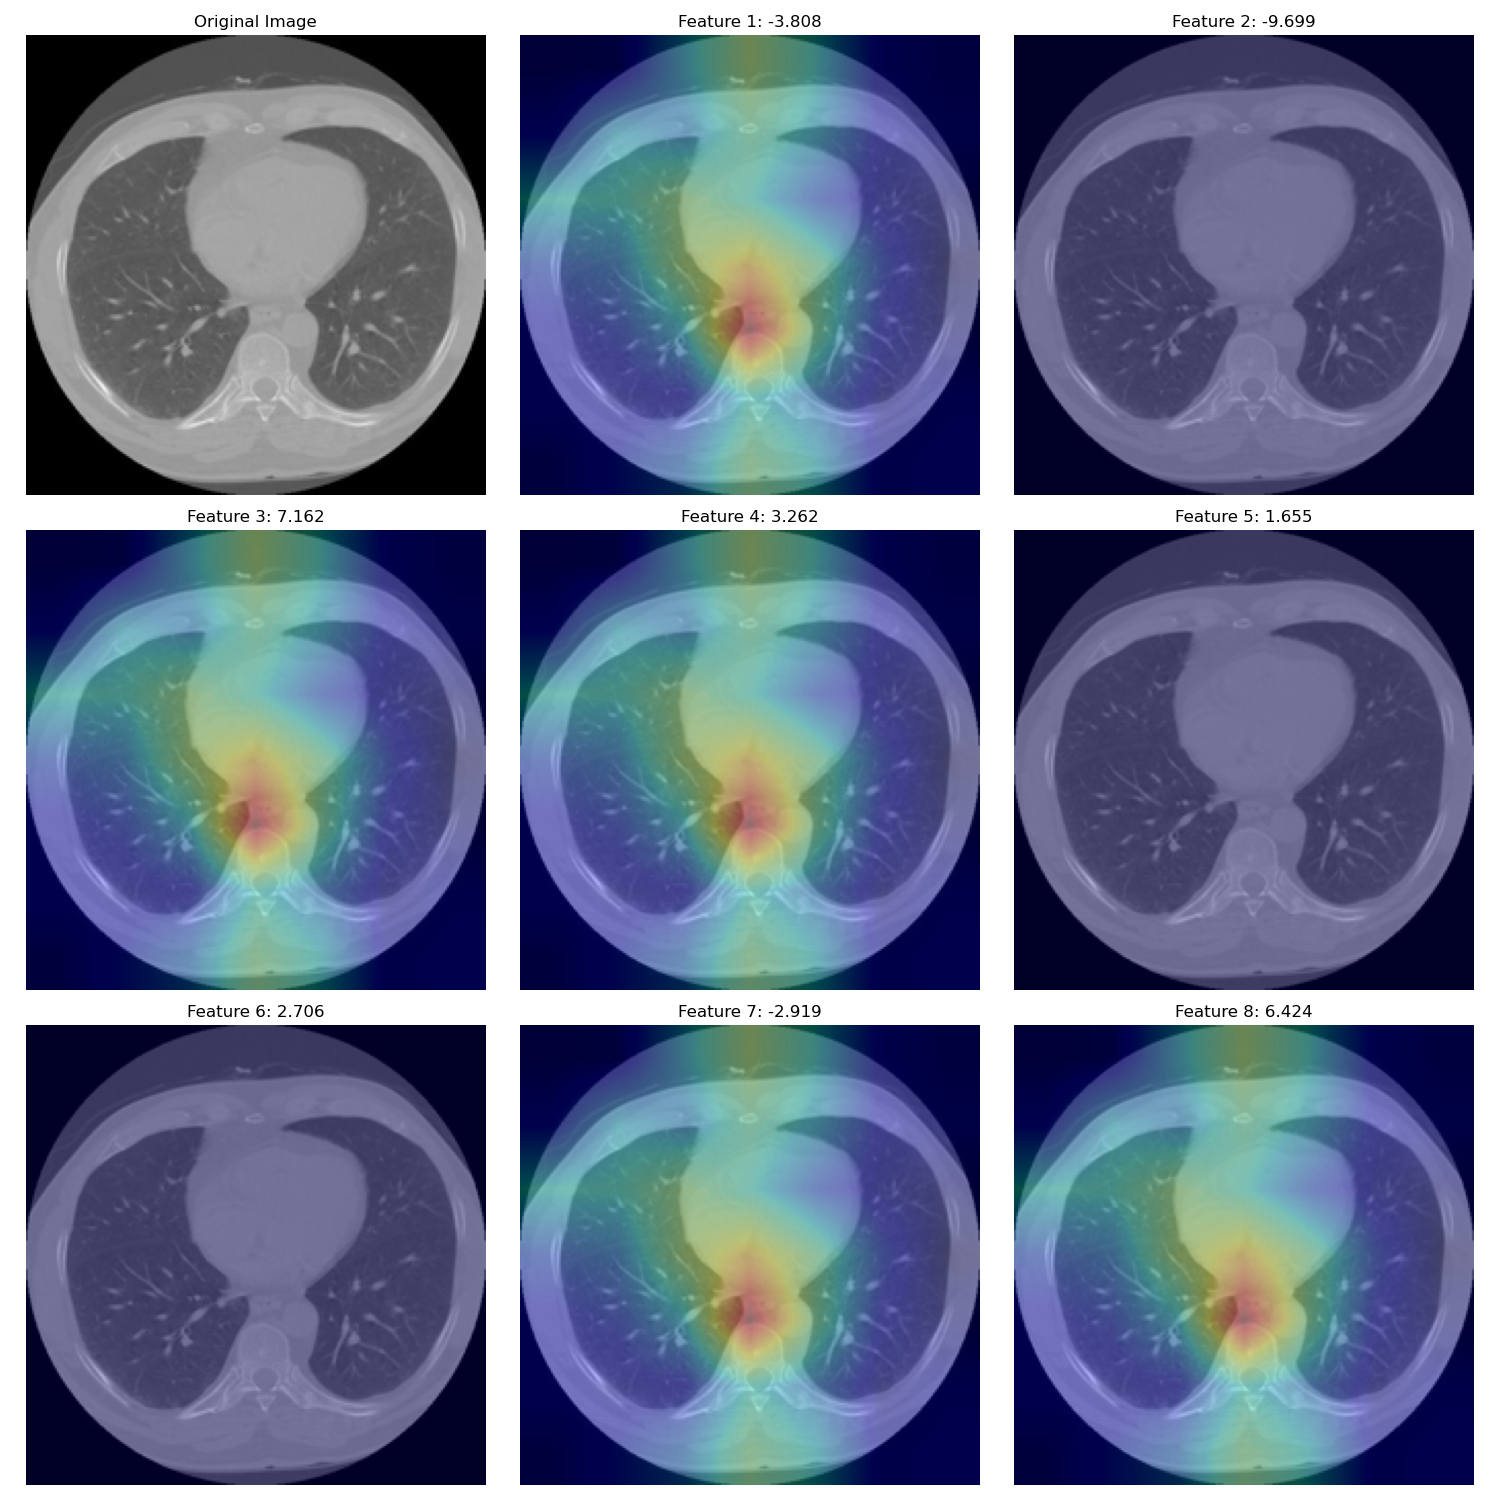 Original Image
Feature 1: -3.808
Feature 2: -9.699
Feature 3: 7.162
Feature 4: 3.262
Feature 5: 1.655
Feature 6: 2.706
Feature 7: -2.919
Feature 8: 6.424